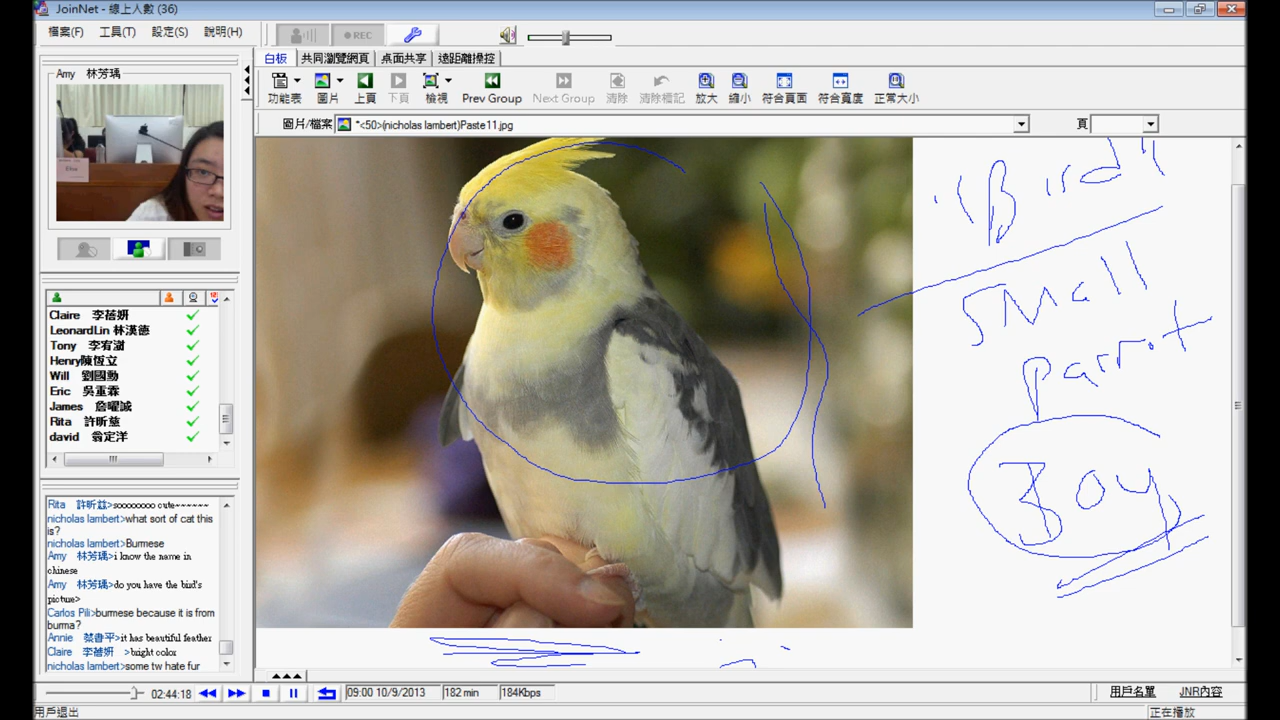 JoinNet - 線上人數 (36)
檔案(F) 工具(T) 設定(S) 說明(H)
REC
白板 共同瀏覽網頁 桌面共享 遠距離操控
功能表 圖片 上頁 下頁 檢視 Prev Group Next Group 清除 清除標記 放大 縮小 符合頁面 符合寬度 正常大小
圖片/檔案 *<50>(nicholas lambert)Paste11.jpg 頁
Amy 林芳瑀
Claire 李蓓妍
LeonardLin 林漢德
Tony 李宥澍
Henry陳恆立
Will 劉國勳
Eric 吳重霖
James 詹曜誠
Rita 許昕慈
david 翁定洋
Rita 許昕慈>soooooooo cute~~~~~~
nicholas lambert>what sort of cat this
is?
nicholas lambert>Burmese
Amy 林芳瑀>i know the name in
chinese
Amy 林芳瑀>do you have the bird's
picture>
Carlos Pili>burmese because it is from
burma?
Annie 蔡書平>it has beautiful feather
Claire 李蓓妍 >bright color
nicholas lambert>some tw hate fur
"Bird"
Small
parrot
Boy
02:44:18 09:00 10/9/2013 182 min 184Kbps 用戶名單 JNR內容
用戶退出 正在播放